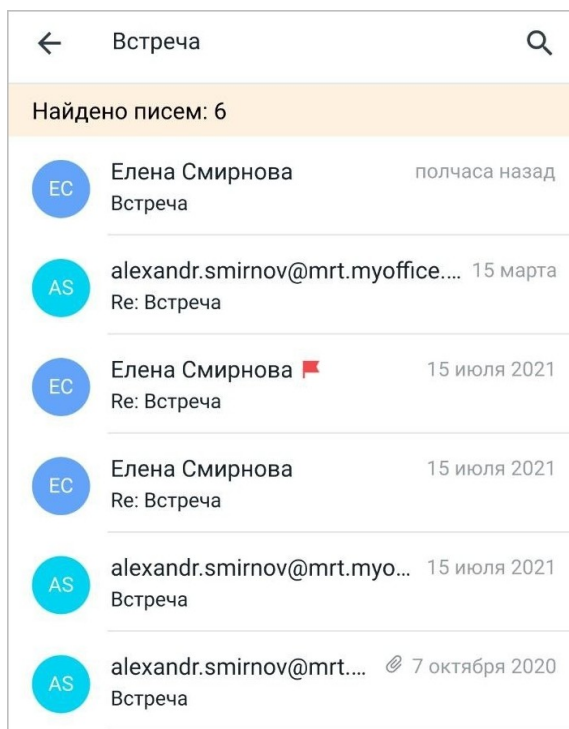 Встреча
Найдено писем: 6
ЕС Елена Смирнова полчаса назад
Встреча
AS alexandr.smirnov@mrt.myoffice.... 15 марта
Re: Встреча
ЕС Елена Смирнова 15 июля 2021
Re: Встреча
ЕС Елена Смирнова 15 июля 2021
Re: Встреча
AS alexandr.smirnov@mrt.myo... 15 июля 2021
Встреча
AS alexandr.smirnov@mrt.... 7 октября 2020
Встреча